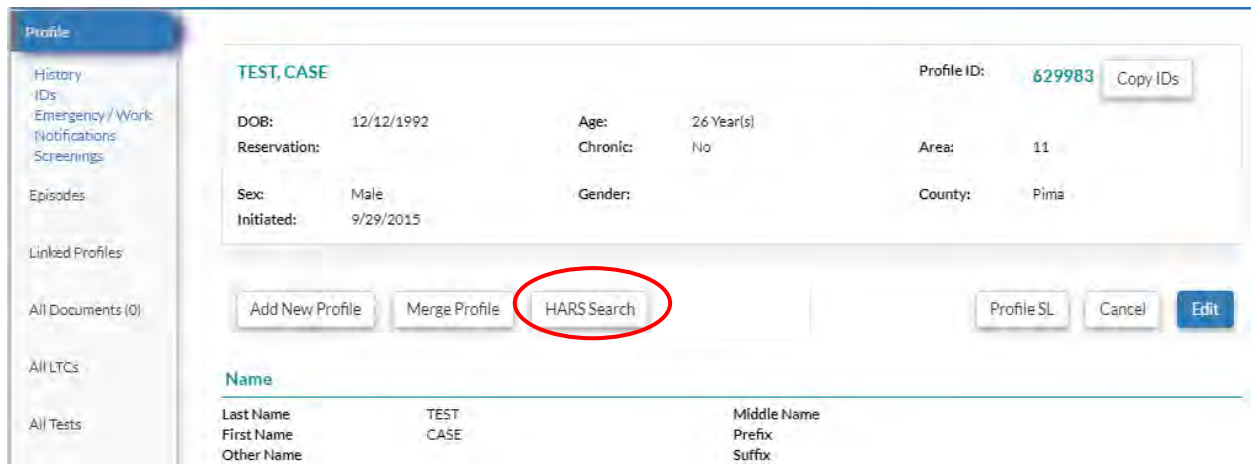 Profile
History
IDs
Emergency / Work
Notifications
Screenings
Episodes
Linked Profiles
All Documents (0)
All LTCs
All Tests
TEST, CASE
Profile ID: 629983 Copy IDs
DOB: 12/12/1992 Age: 26 Year(s)
Reservation: Chronic: No Area: 11
Sex: Male Gender: County: Pima
Initiated: 9/29/2015
Add New Profile Merge Profile HARS Search Profile SL Cancel Edit
Name
Last Name TEST Middle Name
First Name CASE Prefix
Other Name Suffix